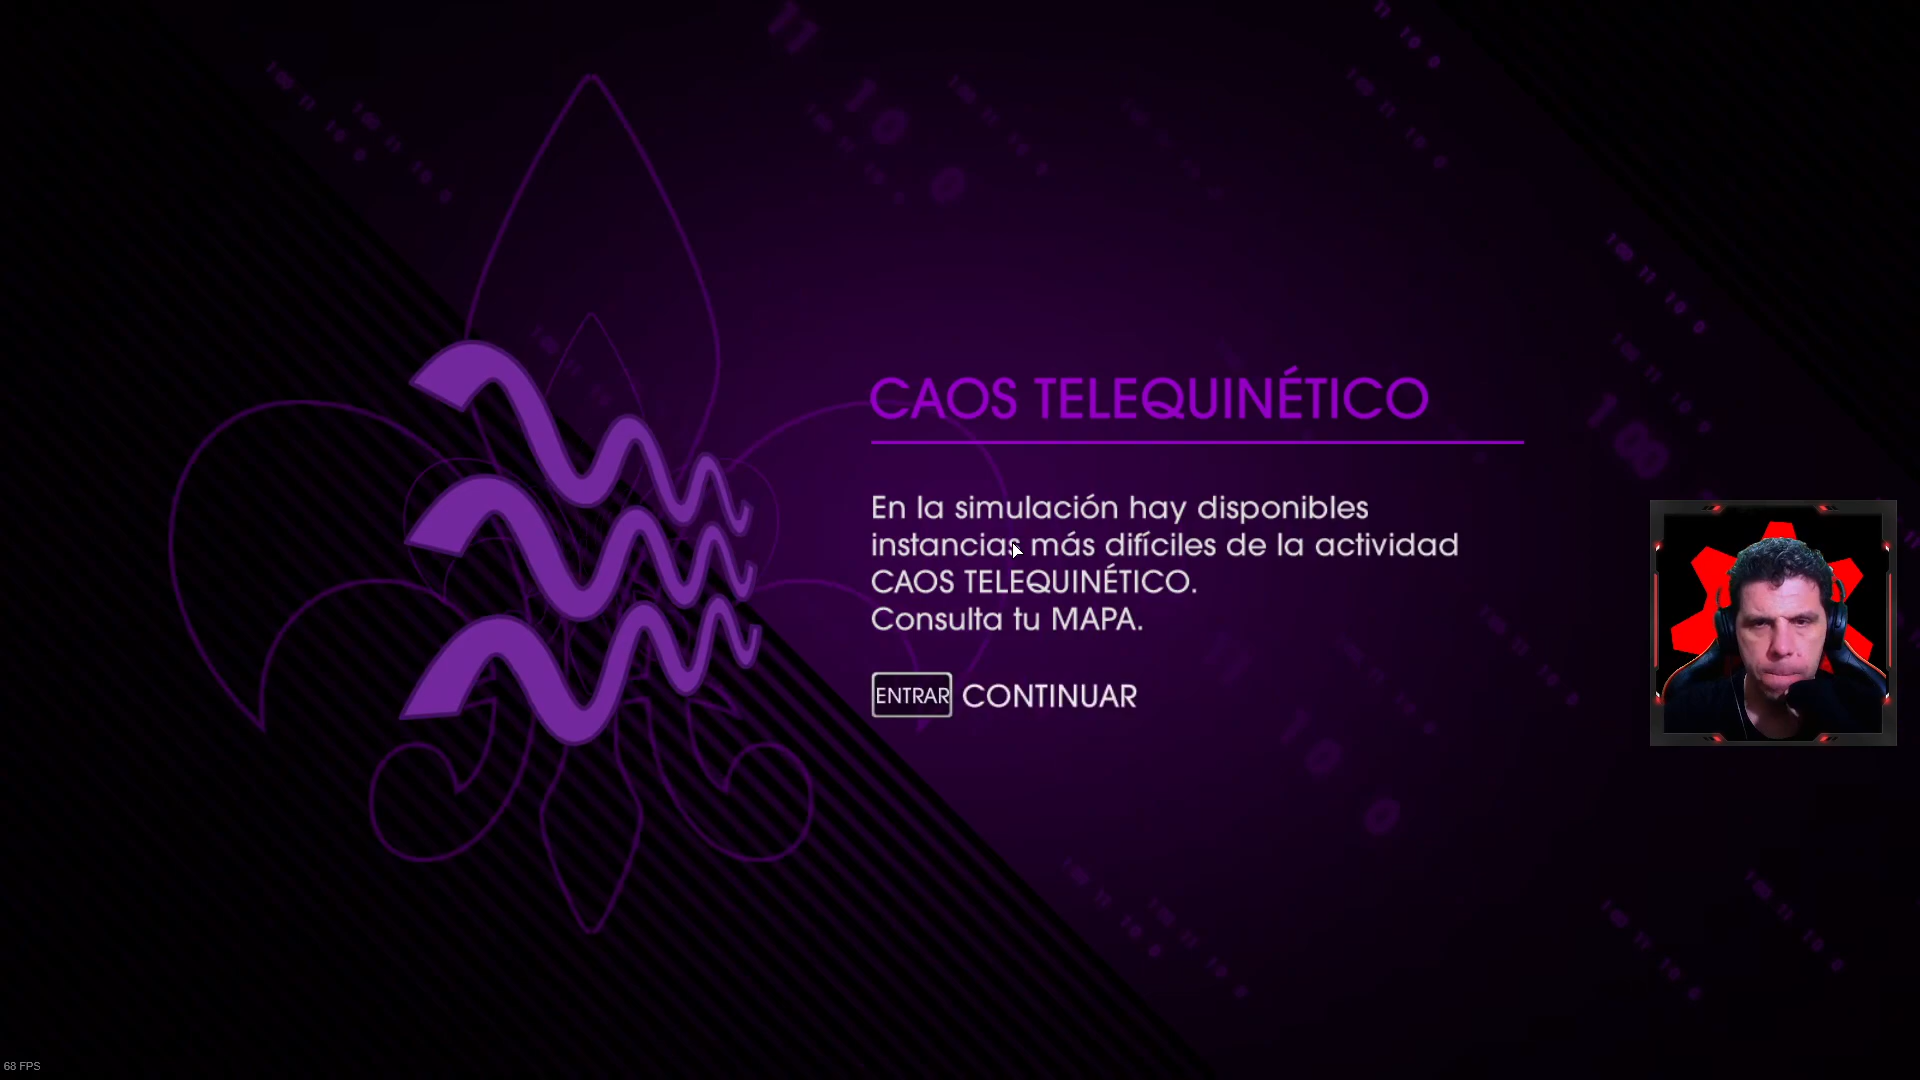 CAOS TELEQUINÉTICO
En la simulación hay disponibles
instancias más difíciles de la actividad
CAOS TELEQUINÉTICO.
Consulta tu MAPA.
ENTRAR CONTINUAR
68 FPS